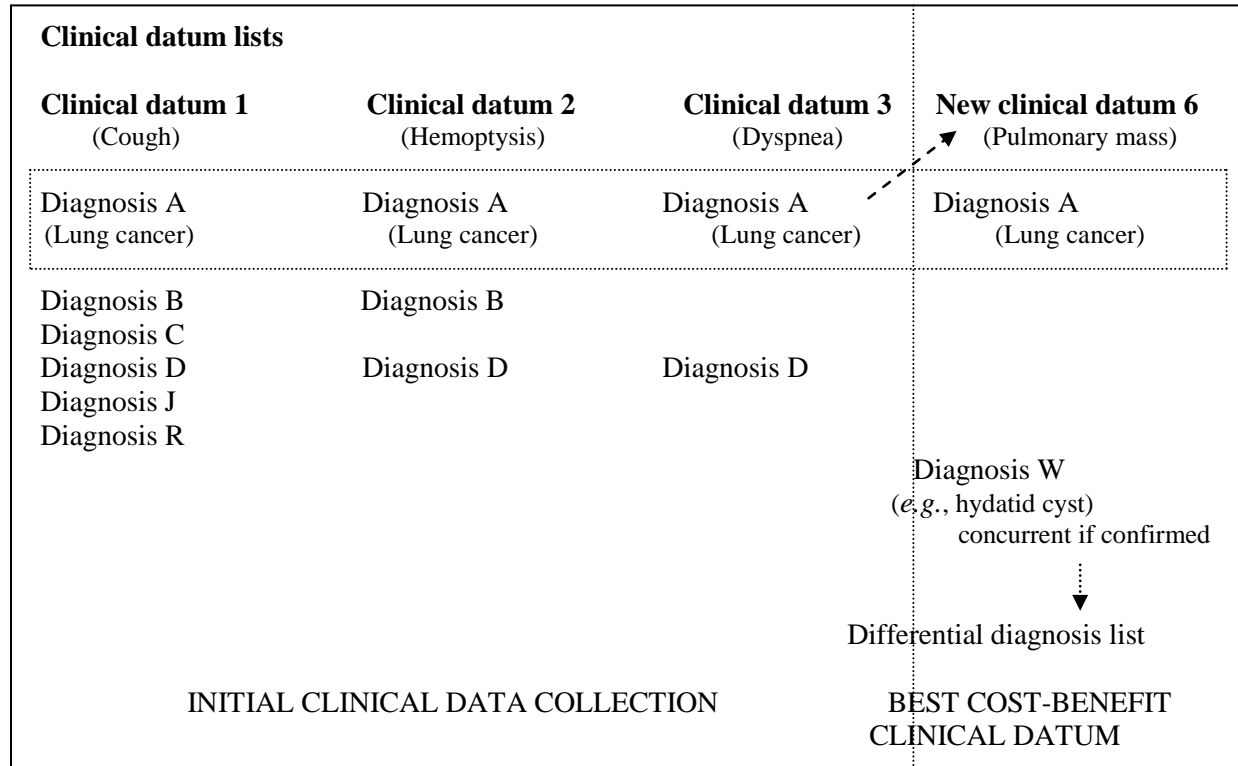 Clinical datum lists
Clinical datum 1 Clinical datum 2 Clinical datum 3 New clinical datum 6
(Cough) (Hemoptysis) (Dyspnea) (Pulmonary mass)
Diagnosis A Diagnosis A Diagnosis A Diagnosis A
(Lung cancer) (Lung cancer) (Lung cancer) (Lung cancer)
Diagnosis B Diagnosis B
Diagnosis C
Diagnosis D Diagnosis D Diagnosis D
Diagnosis J
Diagnosis R
Diagnosis W
(e.g., hydatid cyst)
concurrent if confirmed
Differential diagnosis list
INITIAL CLINICAL DATA COLLECTION BEST COST-BENEFIT
CLINICAL DATUM